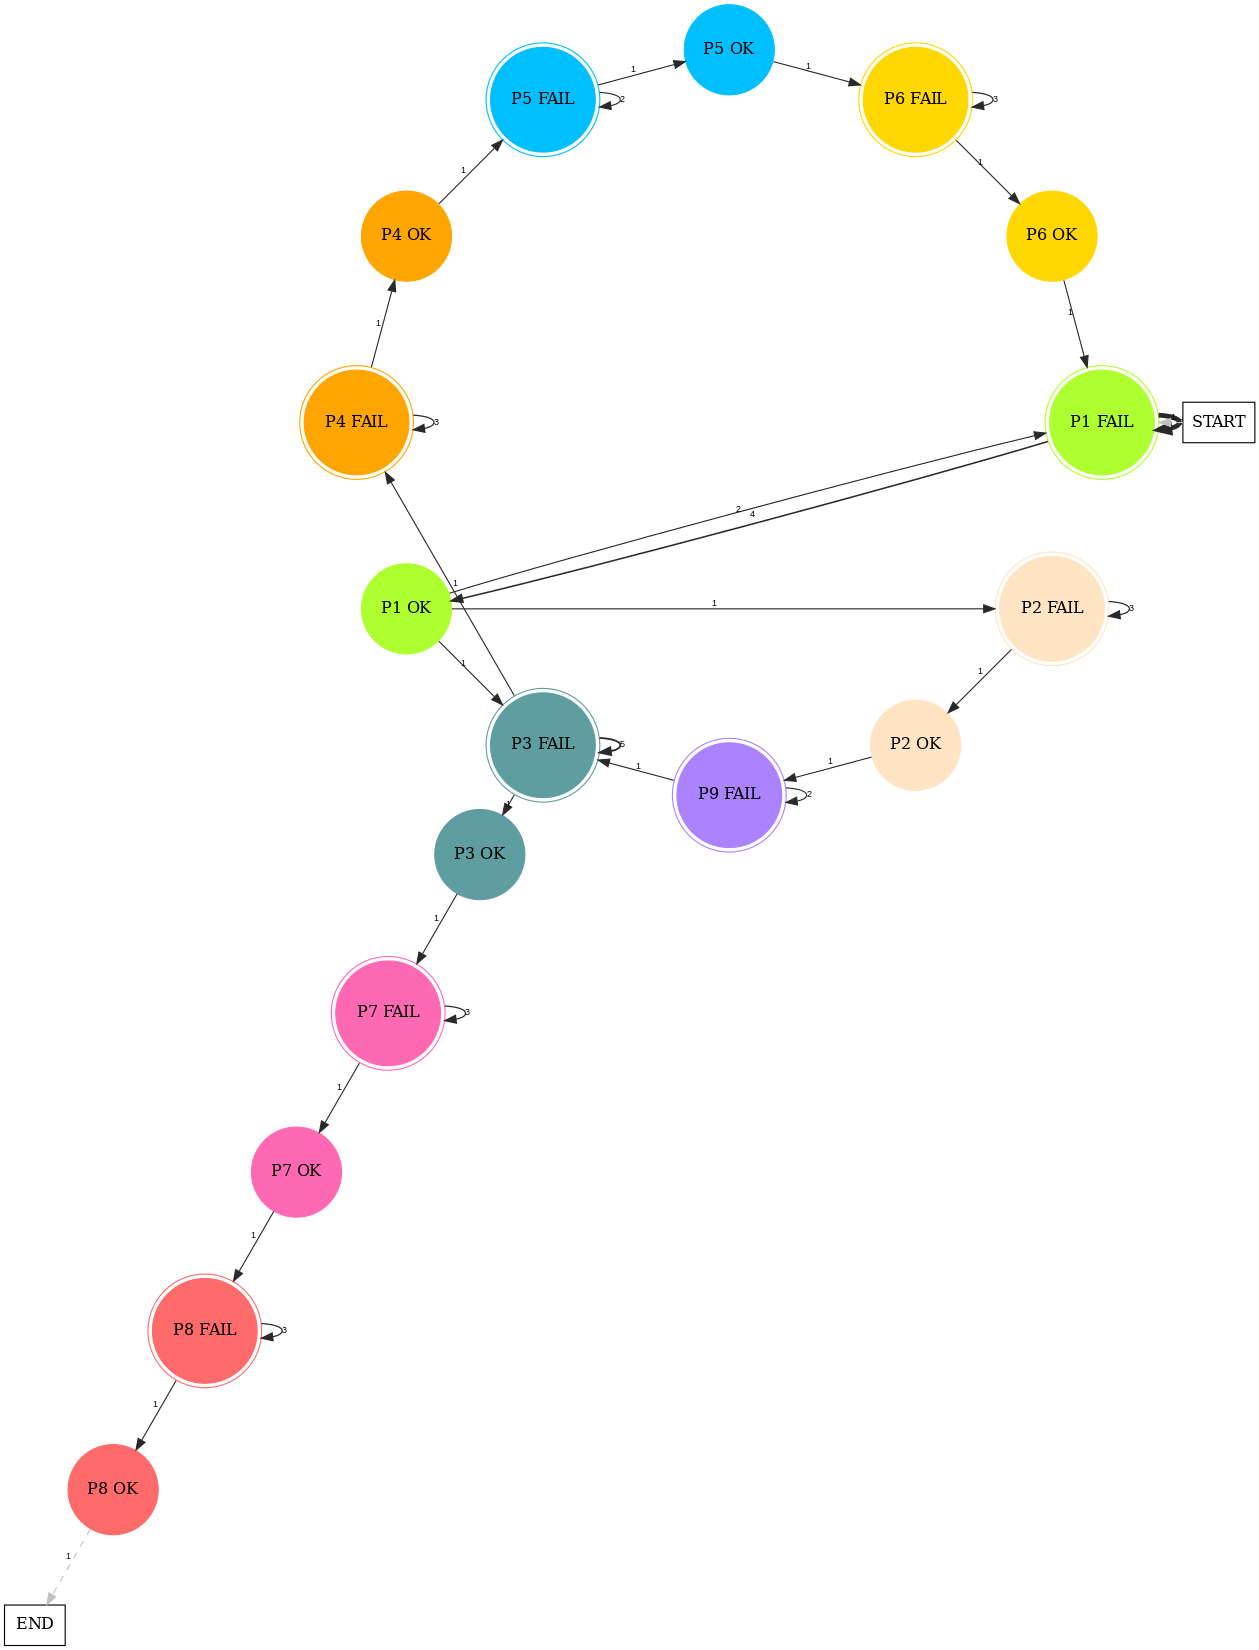 P5 OK
P5 FAIL
1
2
1
P6 FAIL
3
1
1
P4 OK
P6 OK
1
1
P4 FAIL
3
P1 FAIL
START
2
4
1
P1 OK
1
P2 FAIL
3
1
1
P3 FAIL
5
P2 OK
1
1
P9 FAIL
2
P3 OK
1
P7 FAIL
3
1
P7 OK
1
P8 FAIL
3
1
P8 OK
1
END